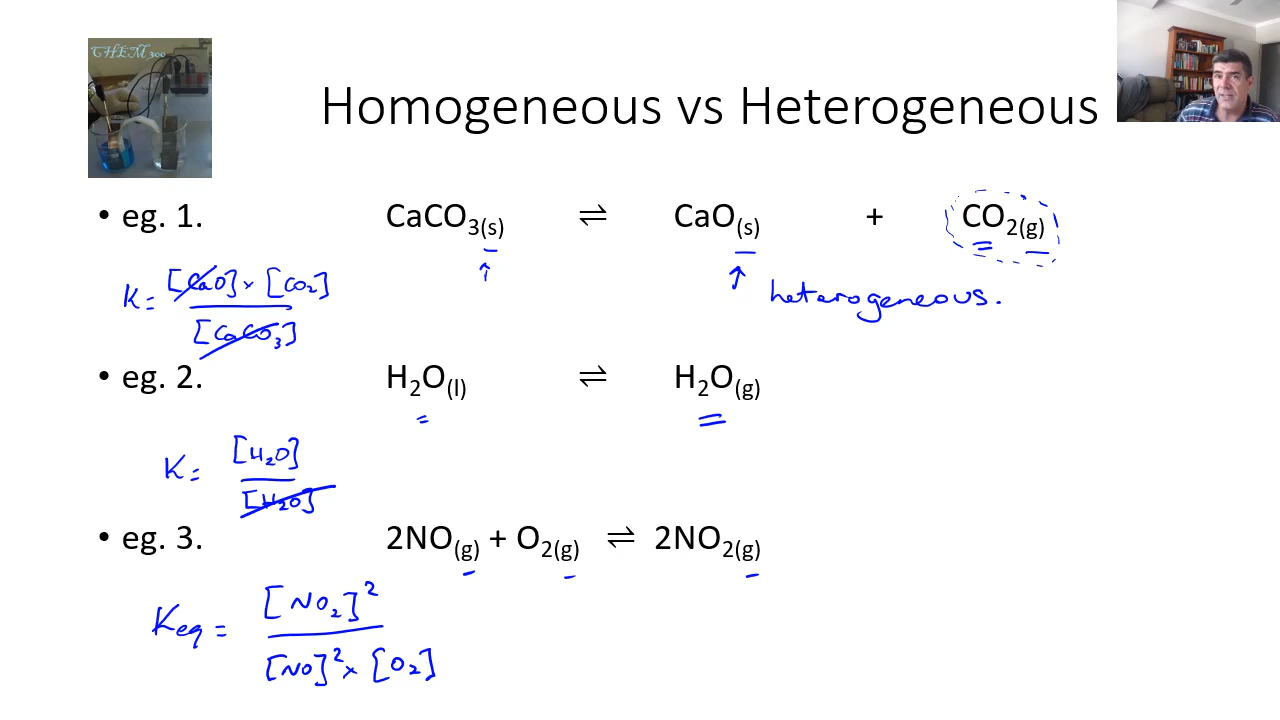 CHEM 300
Homogeneous vs Heterogeneous
• eg. 1. CaCO₃₍s₎ ⇌ CaO₍s₎ + CO₂₍g₎
K = [CaO] × [CO₂]
[CaCO₃]
heterogeneous.
• eg. 2. H₂O₍l₎ ⇌ H₂O₍g₎
K = [H₂O]
[H₂O]
• eg. 3. 2NO₍g₎ + O₂₍g₎ ⇌ 2NO₂₍g₎
Keq = [NO₂]²
[NO]² × [O₂]